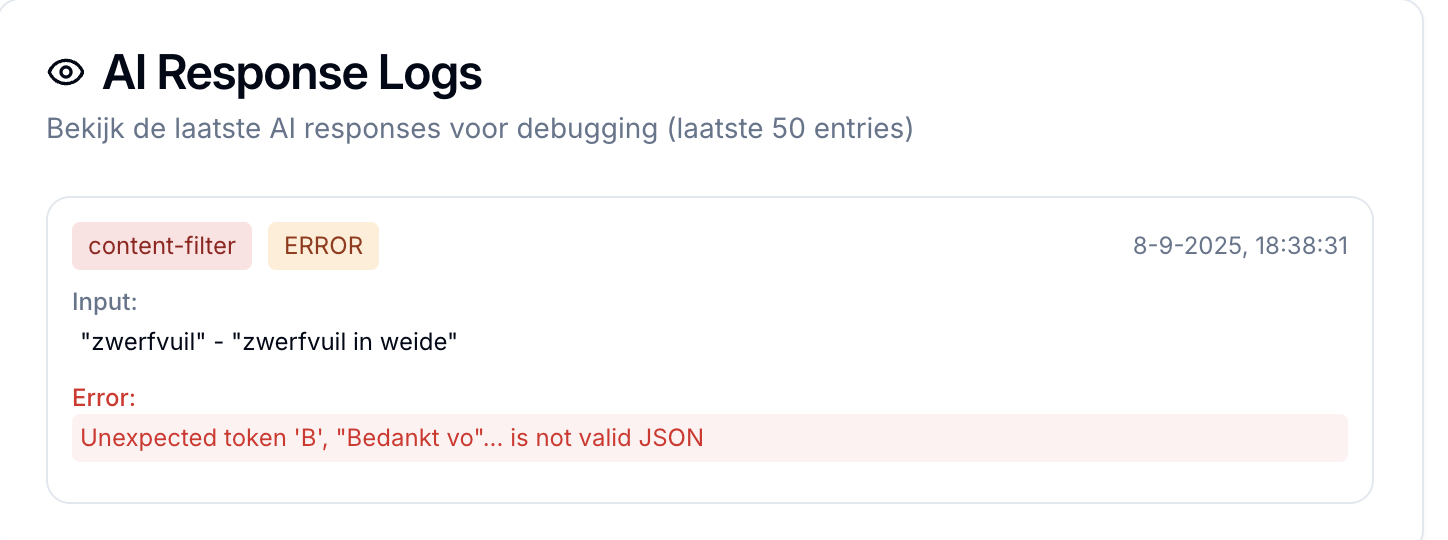 AI Response Logs
Bekijk de laatste AI responses voor debugging (laatste 50 entries)
content-filter ERROR 8-9-2025, 18:38:31
Input:
"zwerfvuil" - "zwerfvuil in weide"
Error:
Unexpected token 'B', "Bedankt vo"... is not valid JSON